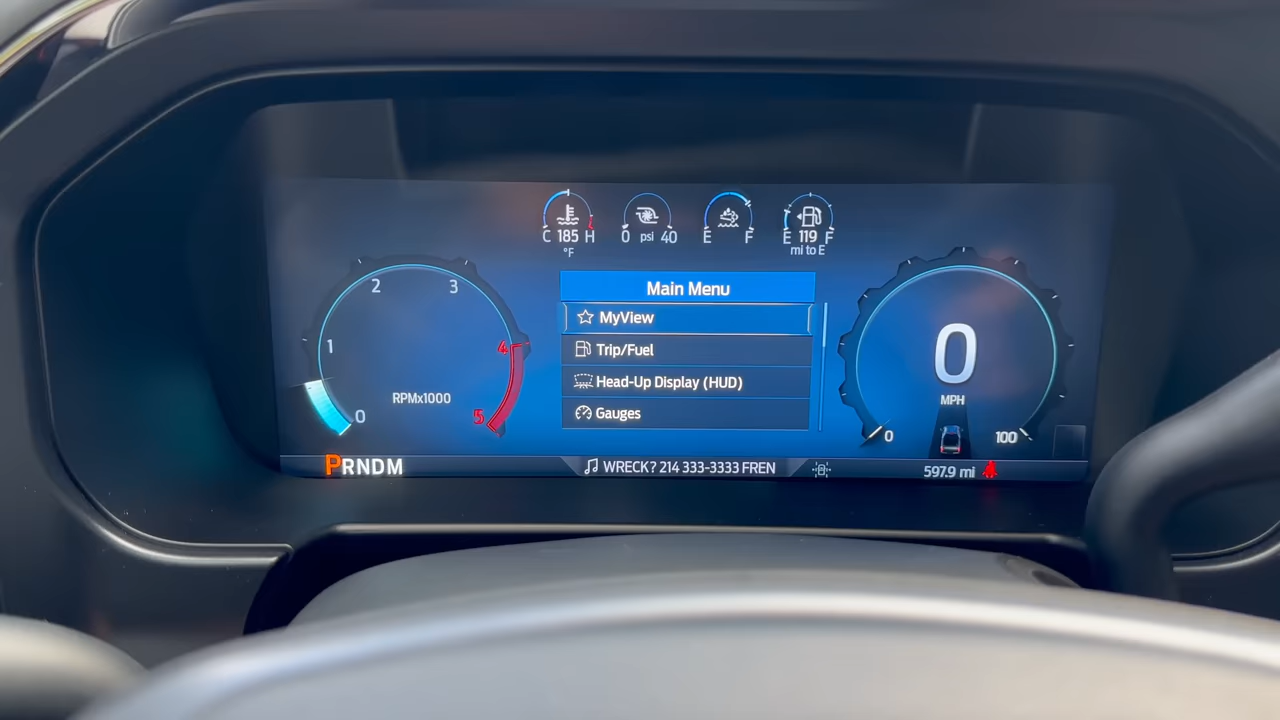 C 185 H
°F
0 psi 40
E F
E 119 F
mi to E
Main Menu
MyView
Trip/Fuel
Head-Up Display (HUD)
Gauges
0
1
2
3
4
5
RPMx1000
0
MPH
0
100
PRNDM
WRECK? 214 333-3333 FREN
597.9 mi